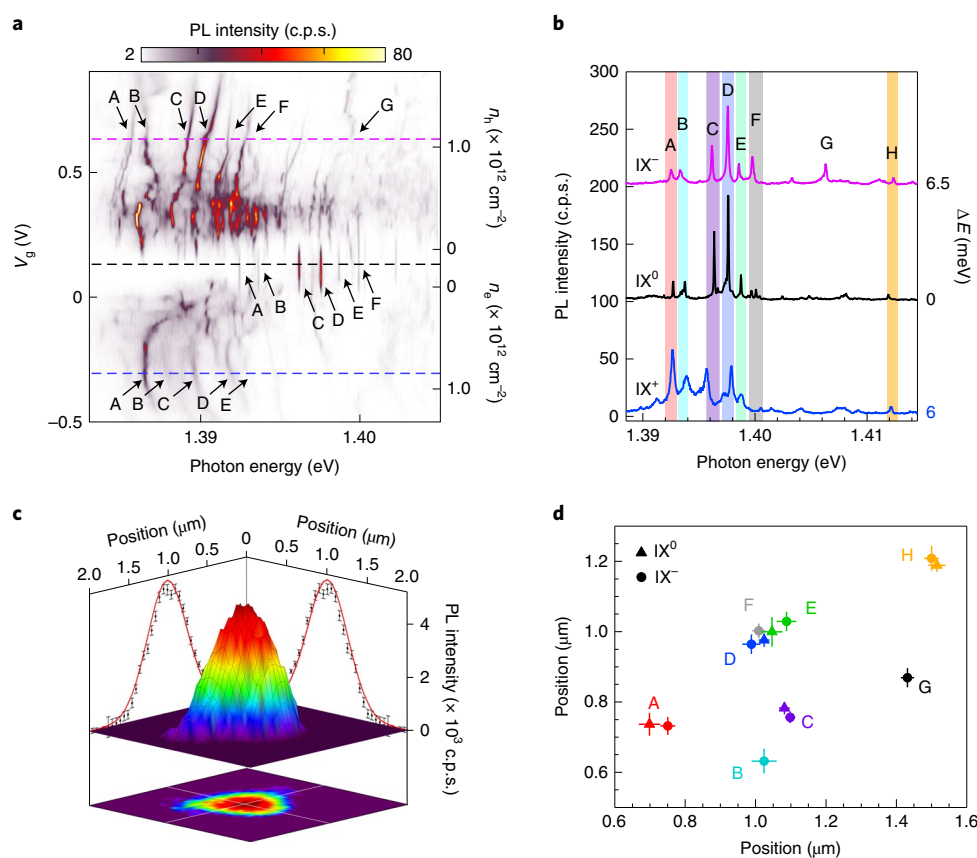 a
PL intensity (c.p.s.)
2 80
A B C D E F G
1.0
0.5
0
0
0
A B C D E F
A B C D E
1.0
–0.5
V_g (V)
n_h (× 10^12 cm^−2)
n_e (× 10^12 cm^−2)
1.39 1.40
Photon energy (eV)
b
300
250
200
150
100
50
0
PL intensity (c.p.s.)
A B C D E F G H
IX^−
IX^0
IX^+
6.5
0
6
ΔE (meV)
1.39 1.40 1.41
Photon energy (eV)
c
Position (μm) Position (μm)
2.0 1.5 1.0 0.5 0 0.5 1.0 1.5 2.0
4
2
0
PL intensity (× 10^3 c.p.s.)
d
IX^0
IX^−
1.2
1.0
0.8
0.6
Position (μm)
H
F
E
D
G
A
C
B
0.6 0.8 1.0 1.2 1.4 1.6
Position (μm)